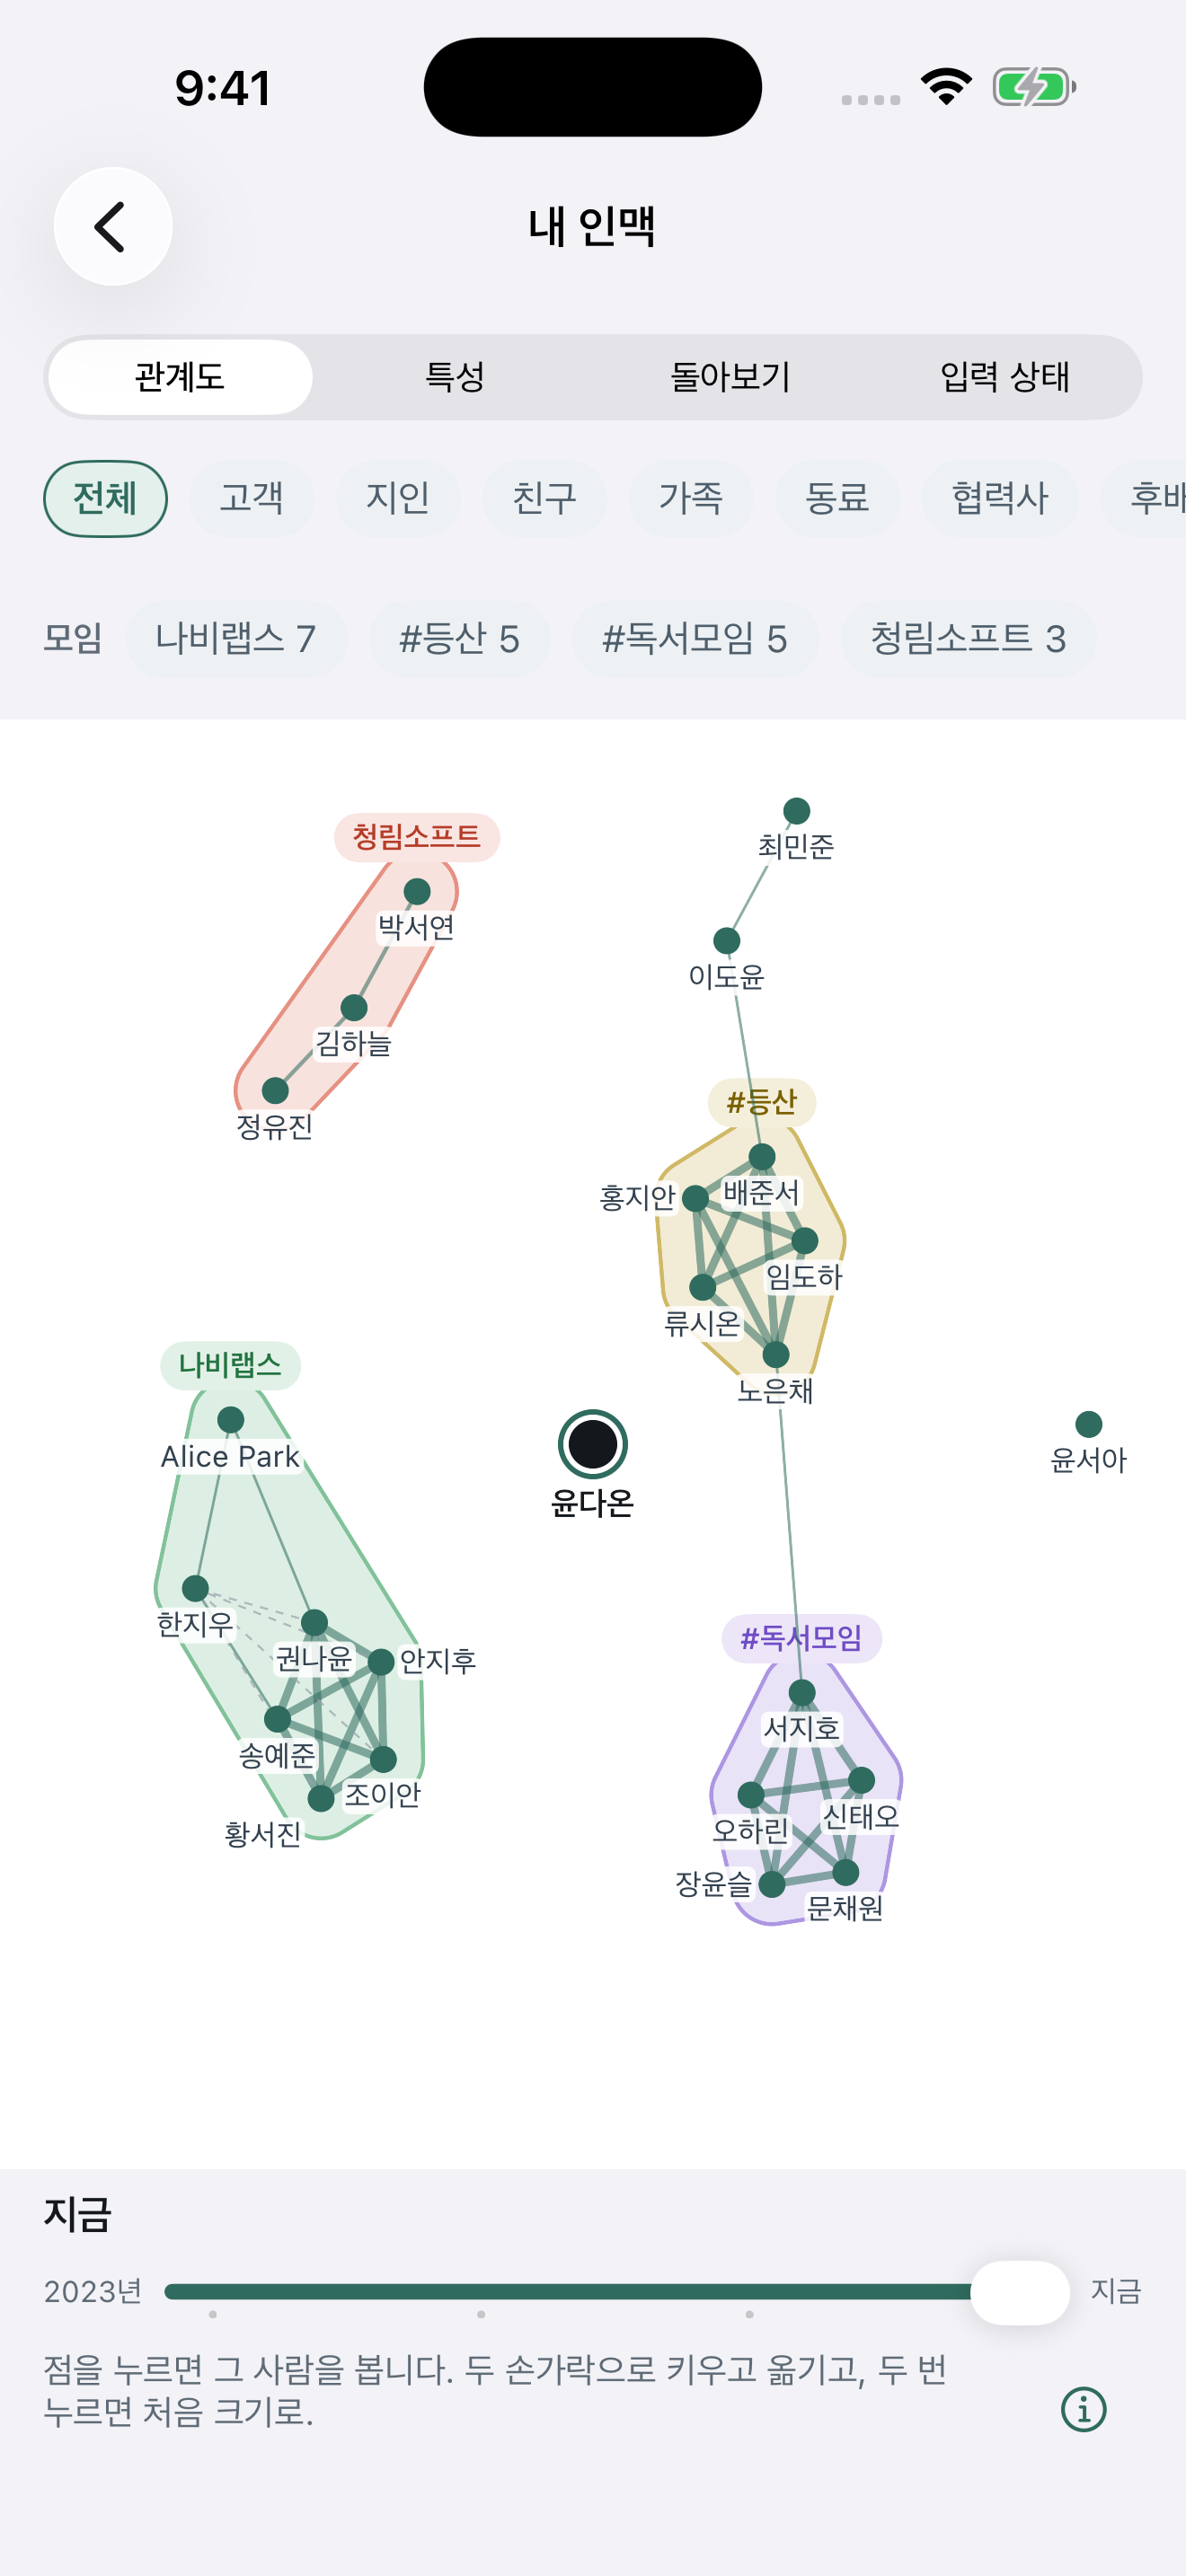 9:41
내 인맥
관계도 특성 돌아보기 입력 상태
전체 고객 지인 친구 가족 동료 협력사
모임 나비랩스 7 #등산 5 #독서모임 5 청림소프트 3
최민준
청림소프트
박서연
이도윤
김하늘
정유진
#등산
홍지안
배준서
임도하
류시온
나비랩스
노은채
Alice Park
윤서아
윤다온
한지우
#독서모임
권나윤
안지후
서지호
송예준
조이안
신태오
오하린
황서진
장윤슬
문채원
지금
2023년 지금
점을 누르면 그 사람을 봅니다. 두 손가락으로 키우고 옮기고, 두 번
누르면 처음 크기로.